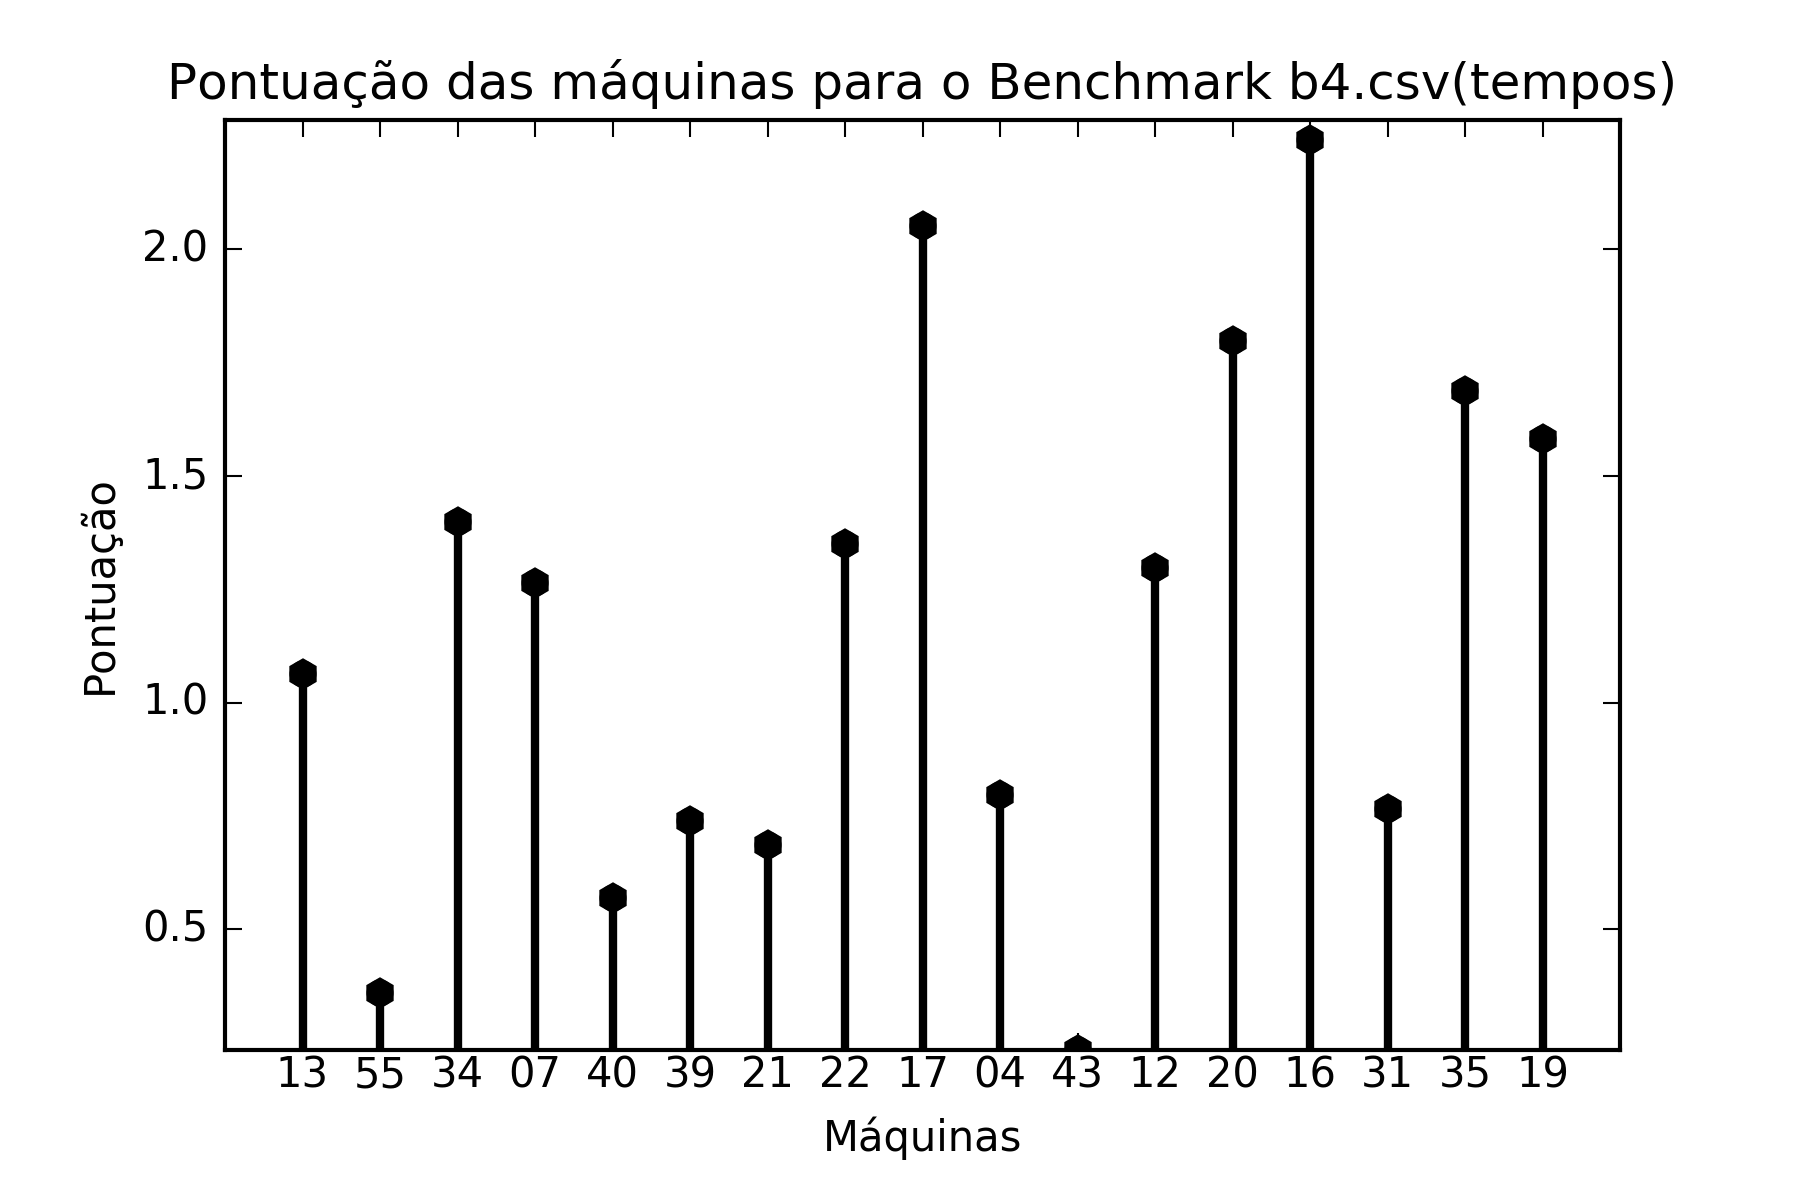 Pontuação das máquinas para o Benchmark b4.csv(tempos)
2.0
1.5
1.0
0.5
Pontuação
13 55 34 07 40 39 21 22 17 04 43 12 20 16 31 35 19
Máquinas